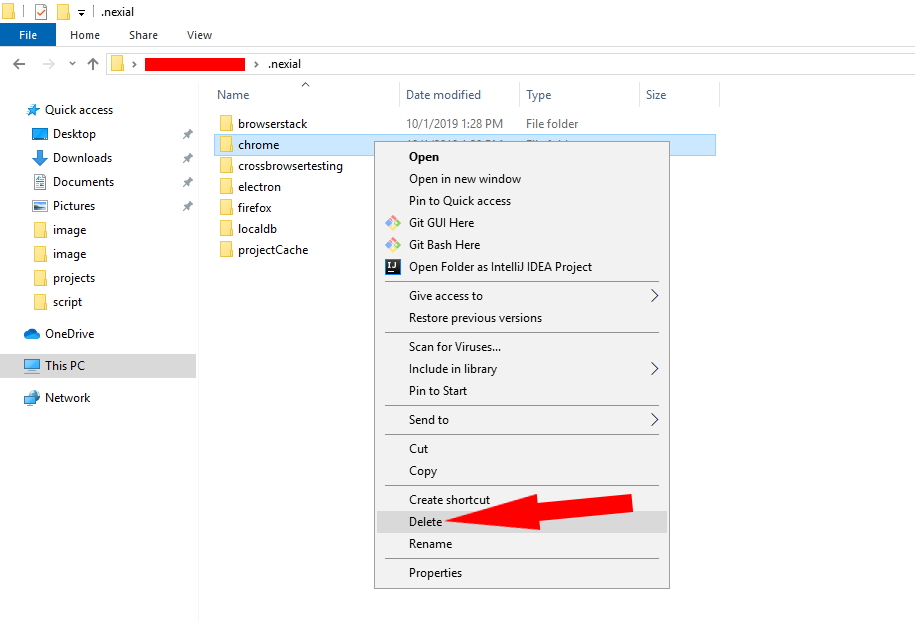 .nexial
File Home Share View
.nexial
Name Date modified Type Size
Quick access
Desktop
Downloads
Documents
Pictures
image
image
projects
script
OneDrive
This PC
Network
browserstack 10/1/2019 1:28 PM File folder
chrome
crossbrowsertesting
electron
firefox
localdb
projectCache
Open
Open in new window
Pin to Quick access
Git GUI Here
Git Bash Here
IJ Open Folder as IntelliJ IDEA Project
Give access to
Restore previous versions
Scan for Viruses...
Include in library
Pin to Start
Send to
Cut
Copy
Create shortcut
Delete
Rename
Properties